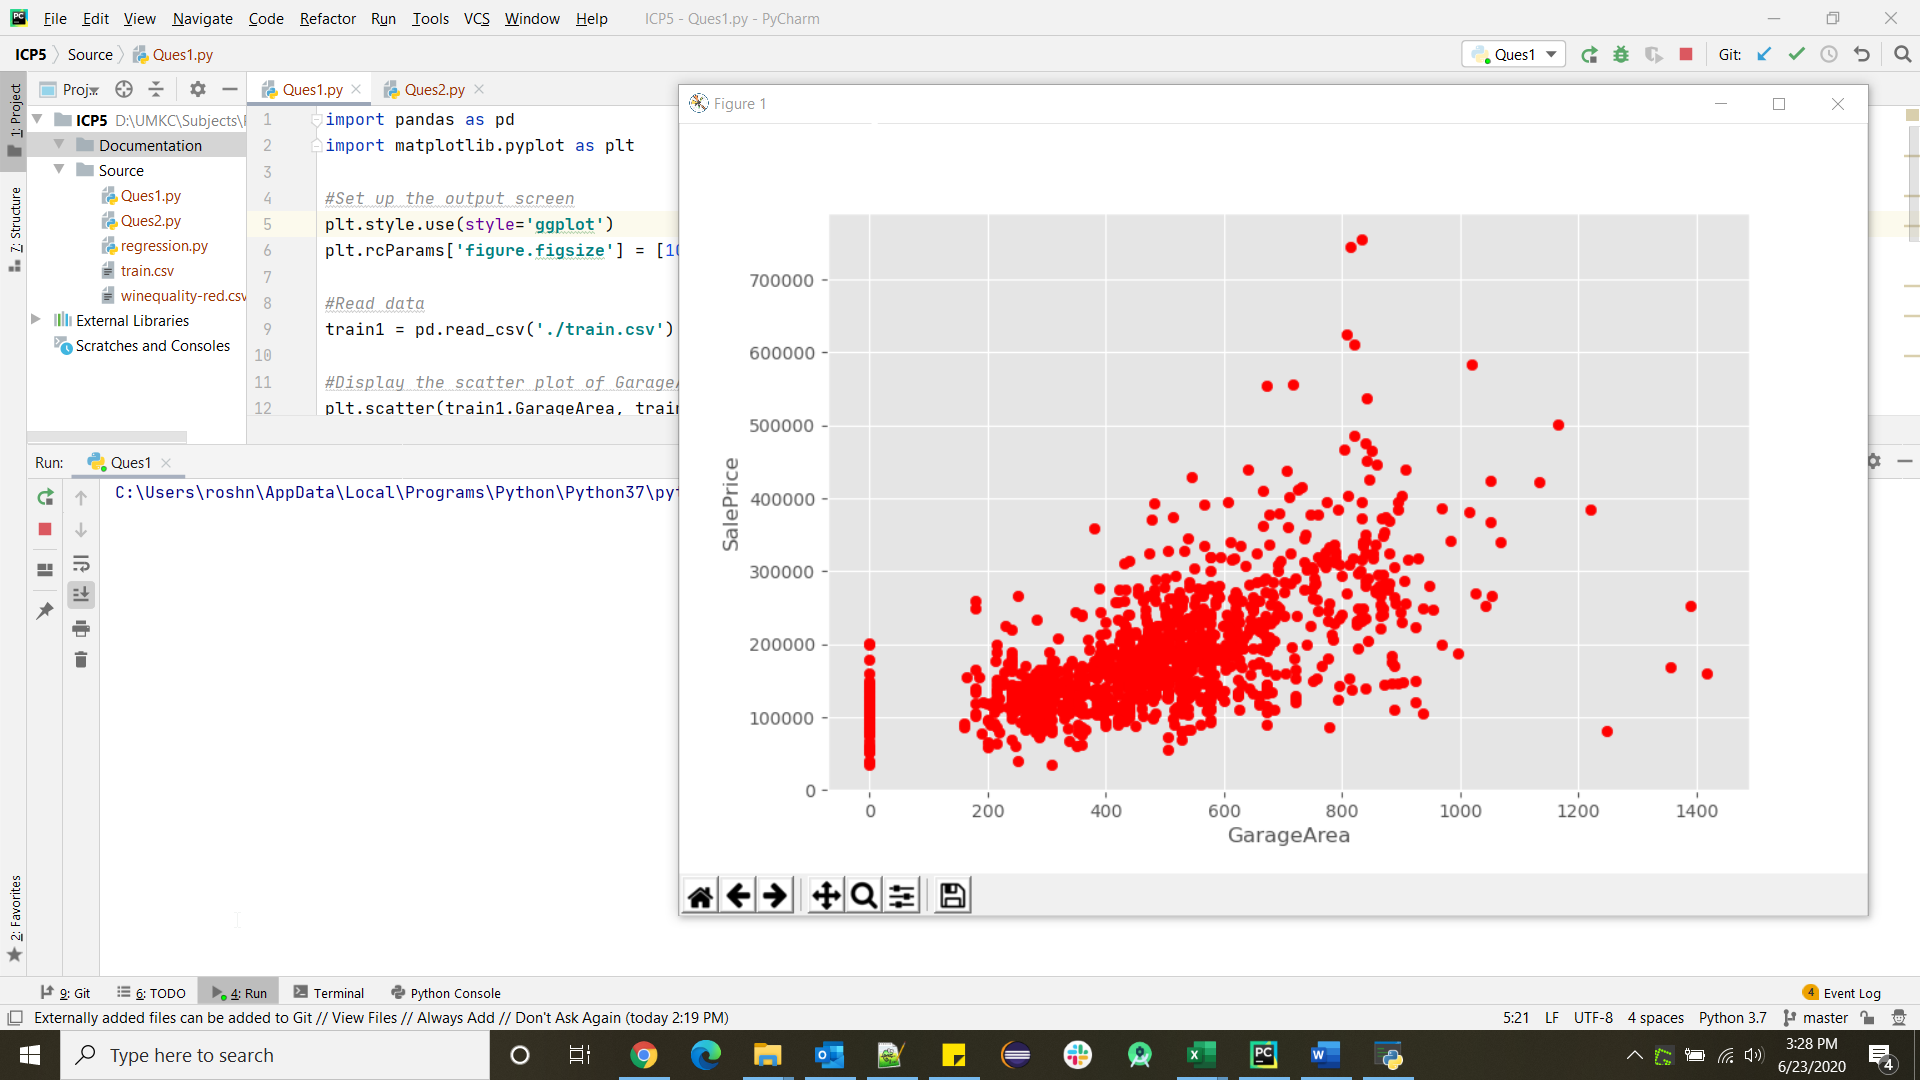 File Edit View Navigate Code Refactor Run Tools VCS Window Help ICP5 - Ques1.py - PyCharm
ICP5 Source Ques1.py Ques1 Git:
1: Project
7: Structure
2: Favorites
Proj
Ques1.py Ques2.py
ICP5 D:\UMKC\Subjects\
Documentation
Source
Ques1.py
Ques2.py
regression.py
train.csv
winequality-red.csv
External Libraries
Scratches and Consoles
1 import pandas as pd
2 import matplotlib.pyplot as plt
3
4 #Set up the output screen
5 plt.style.use(style='ggplot')
6 plt.rcParams['figure.figsize'] = [10
7
8 #Read data
9 train1 = pd.read_csv('./train.csv')
10
11 #Display the scatter plot of GarageA
12 plt.scatter(train1.GarageArea, train
Run: Ques1
C:\Users\roshn\AppData\Local\Programs\Python\Python37\pyt
Figure 1
SalePrice
700000
600000
500000
400000
300000
200000
100000
0
0 200 400 600 800 1000 1200 1400
GarageArea
9: Git 6: TODO 4: Run Terminal Python Console 4 Event Log
Externally added files can be added to Git // View Files // Always Add // Don't Ask Again (today 2:19 PM) 5:21 LF UTF-8 4 spaces Python 3.7 master
Type here to search
3:28 PM
6/23/2020
4